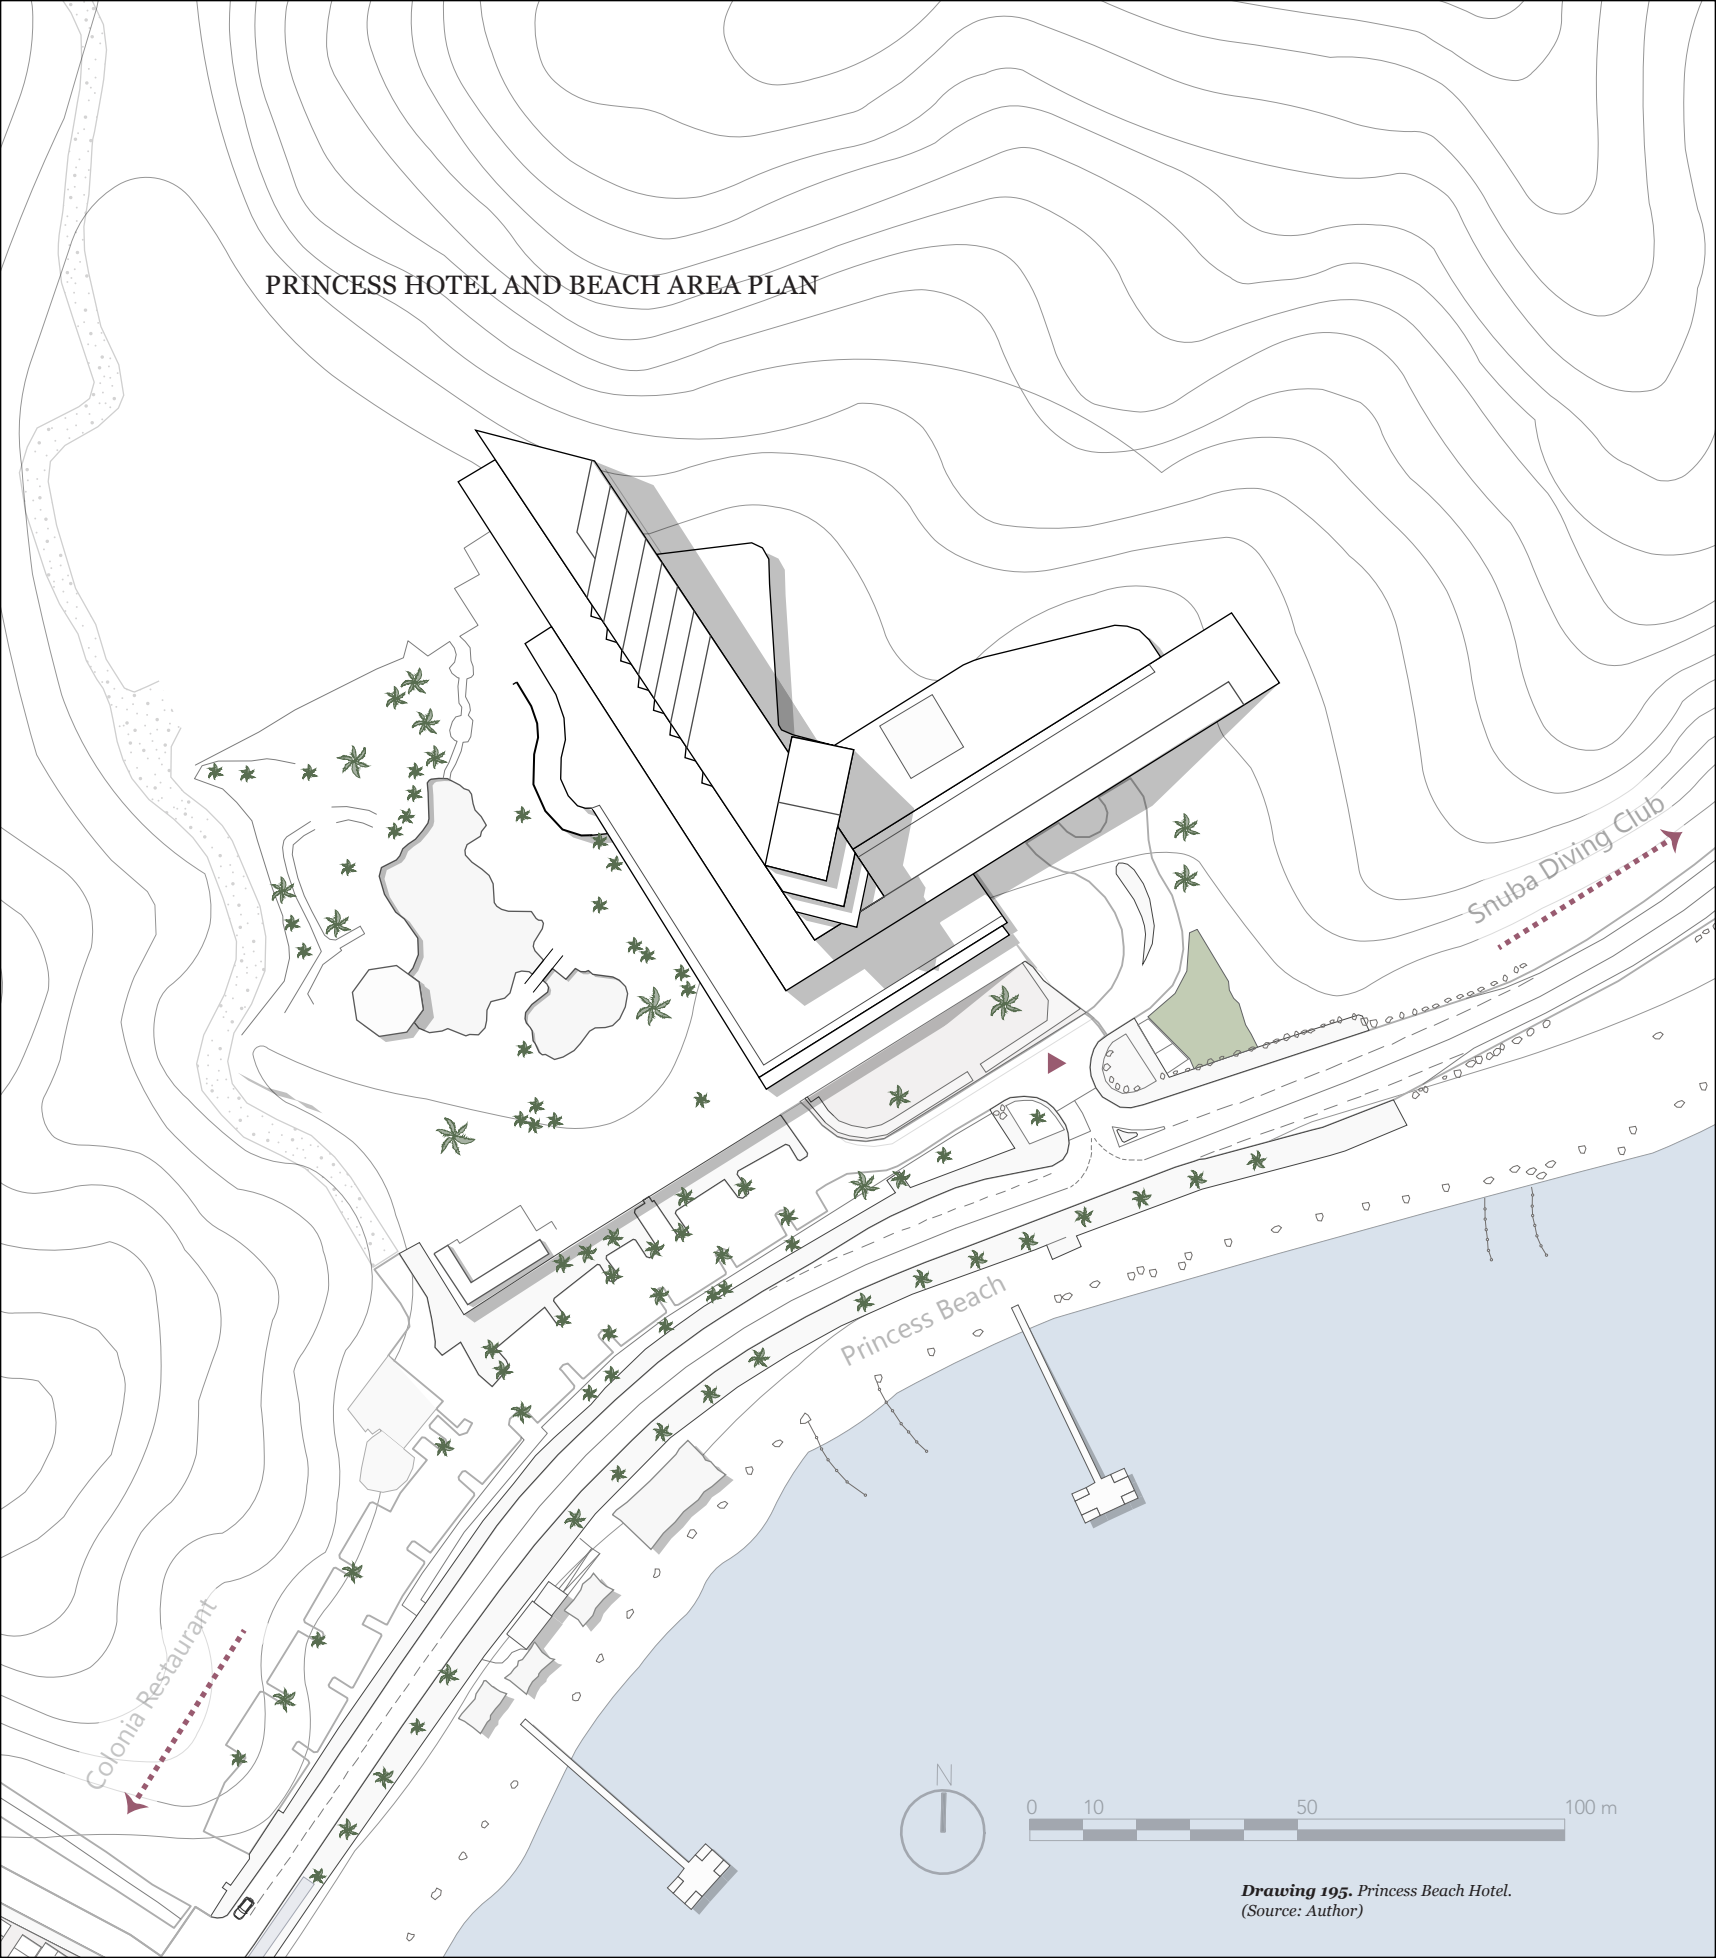 PRINCESS HOTEL AND BEACH AREA PLAN
Snuba Diving Club
Princess Beach
Colonia Restaurant
N
0 10 50 100 m
Drawing 195. Princess Beach Hotel.
(Source: Author)